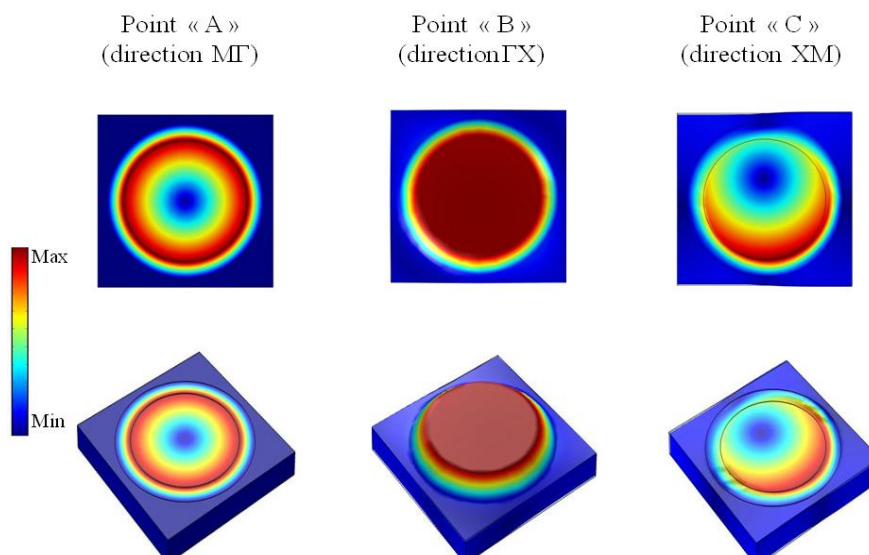 Point « A »
(direction MΓ)
Point « B »
(directionΓX)
Point « C »
(direction XM)
Max
Min